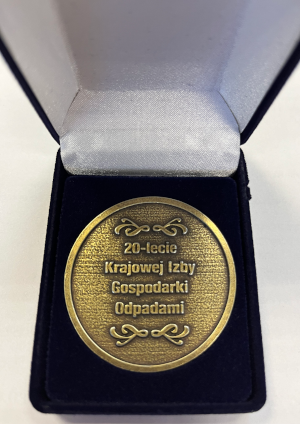 20-lecie
Krajowej Izby
Gospodarki
Odpadami